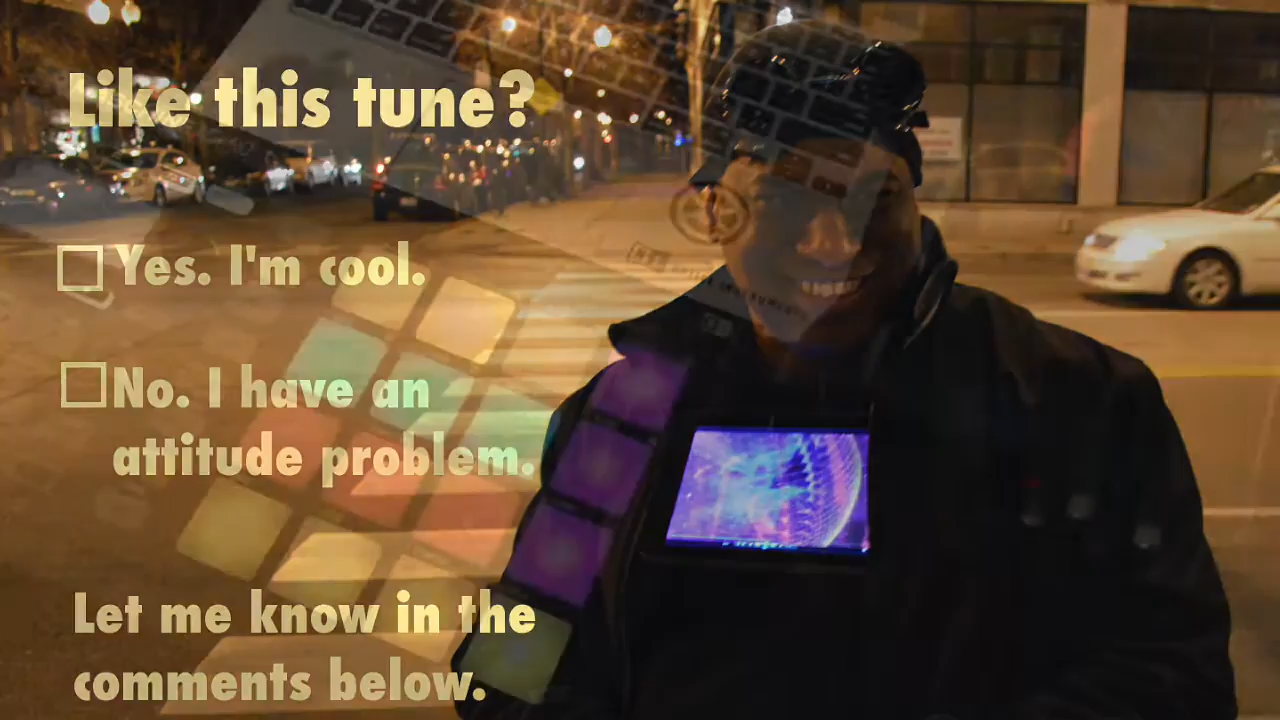 Like this tune?
Yes. I'm cool.
No. I have an
attitude problem.
Let me know in the
comments below.